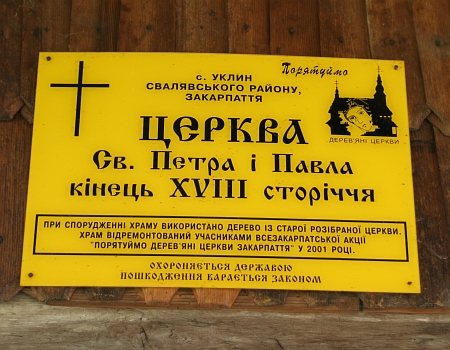 с. УКЛИН
СВАЛЯВСЬКОГО РАЙОНУ,
ЗАКАРПАТТЯ
Порятуймо
ДЕРЕВ'ЯНІ ЦЕРКВИ
ЦЕРКВА
Св. Петра і Павла
кінець XVIII сторіччя
ПРИ СПОРУДЖЕННІ ХРАМУ ВИКОРИСТАНО ДЕРЕВО ІЗ СТАРОЇ РОЗІБРАНОЇ ЦЕРКВИ.
ХРАМ ВІДРЕМОНТОВАНИЙ УЧАСНИКАМИ ВСЕЗАКАРПАТСЬКОЇ АКЦІЇ
"ПОРЯТУЙМО ДЕРЕВ'ЯНІ ЦЕРКВИ ЗАКАРПАТТЯ" У 2001 РОЦІ.
ОХОРОНЯЄТЬСЯ ДЕРЖАВОЮ
ПОШКОДЖЕННЯ КАРАЄТЬСЯ ЗАКОНОМ